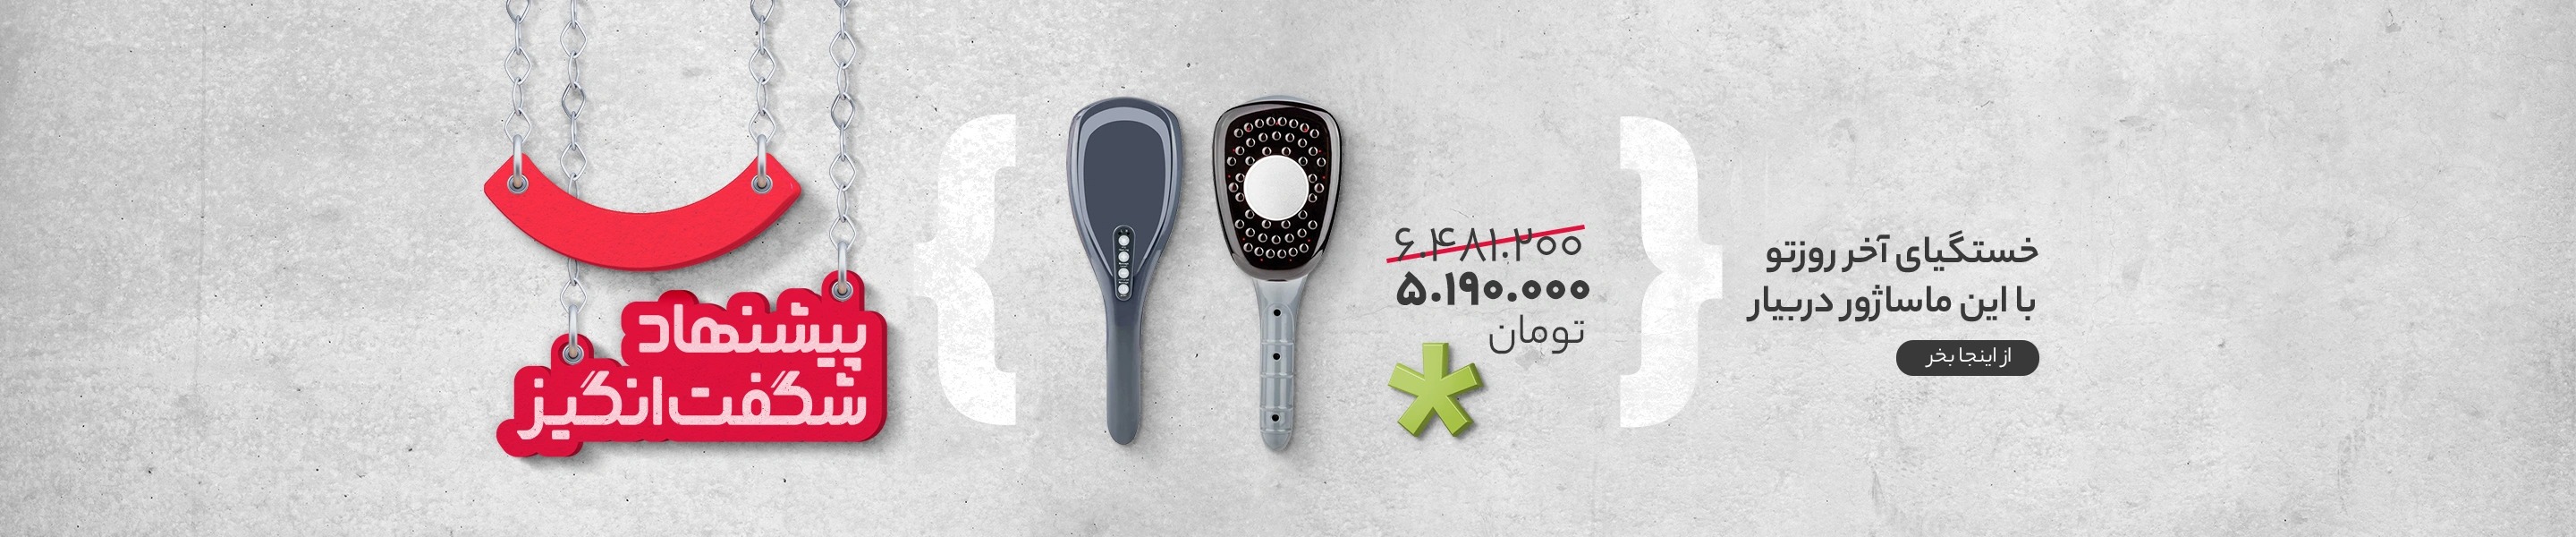 خستگیای آخر روزتو
با این ماساژور دربیار
از اینجا بخر
۶.۴۸۱.۲۰۰
۵.۱۹۰.۰۰۰
تومان
پیشنهاد
شگفت‌انگیز